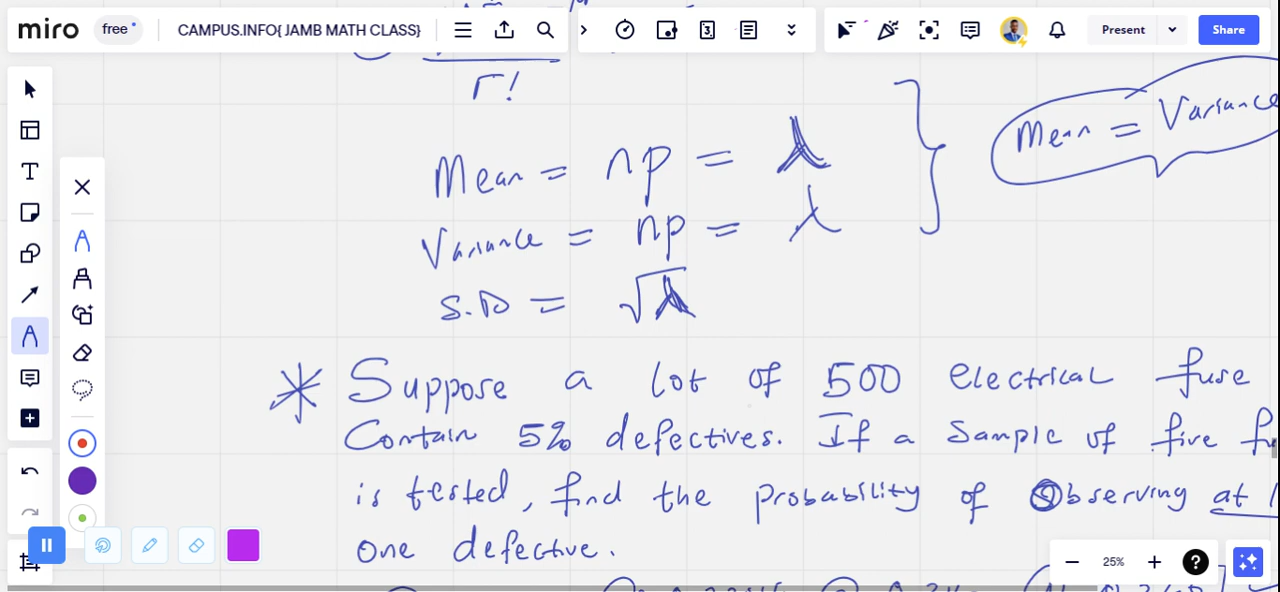 miro free CAMPUS.INFO{ JAMB MATH CLASS} Present Share
r!
Mean = np = λ
Variance = np = λ
S.D = √λ
Mean = Variance
* Suppose a lot of 500 electrical fuse
Contain 5% defectives. If a Sample of five
is tested, find the probability of Observing at
One defective.
25%